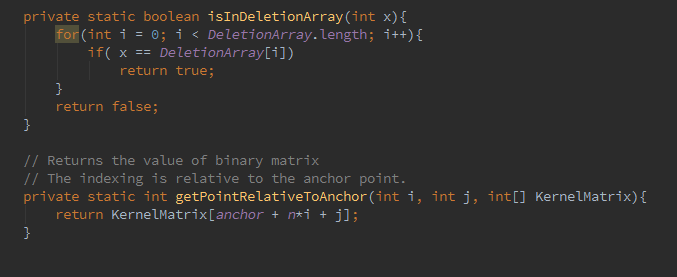 private static boolean isInDeletionArray(int x){
for(int i = 0; i < DeletionArray.length; i++){
if( x == DeletionArray[i])
return true;
}
return false;
}
// Returns the value of binary matrix
// The indexing is relative to the anchor point.
private static int getPointRelativeToAnchor(int i, int j, int[] KernelMatrix){
return KernelMatrix[anchor + n*i + j];
}